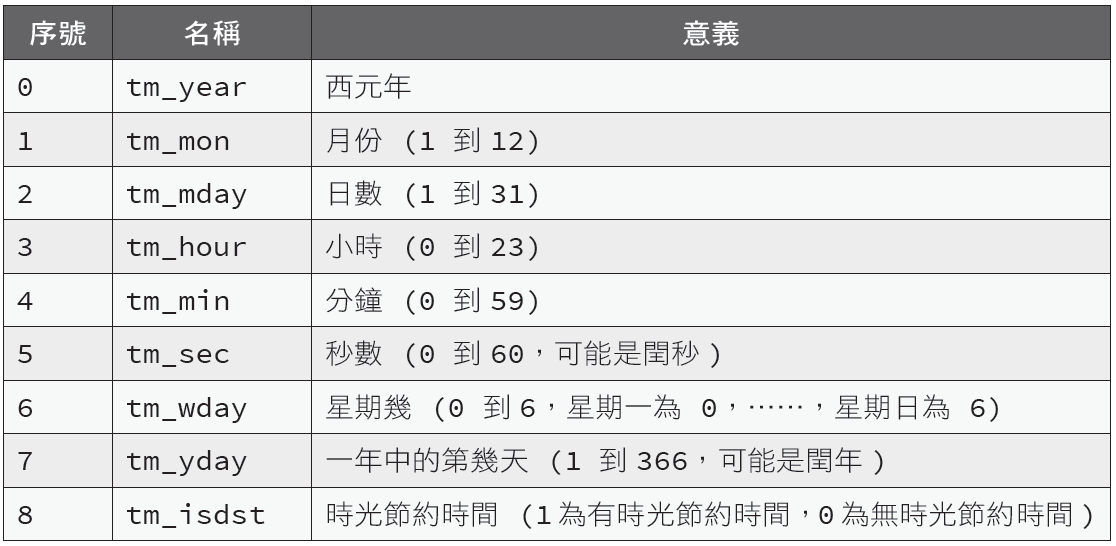 序號 名稱 意義
0 tm_year 西元年
1 tm_mon 月份 (1 到 12)
2 tm_mday 日數 (1 到 31)
3 tm_hour 小時 (0 到 23)
4 tm_min 分鐘 (0 到 59)
5 tm_sec 秒數 (0 到 60，可能是閏秒)
6 tm_wday 星期幾 (0 到 6，星期一為 0，……，星期日為 6)
7 tm_yday 一年中的第幾天 (1 到 366，可能是閏年)
8 tm_isdst 時光節約時間 (1 為有時光節約時間，0 為無時光節約時間)